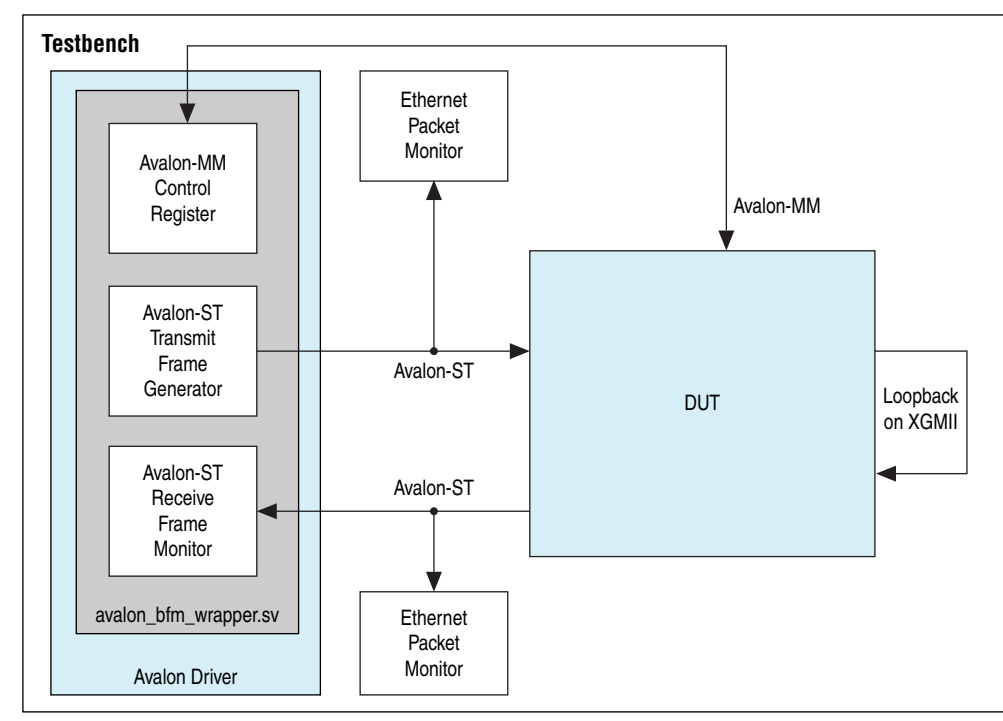 Testbench
Avalon-MM
Control
Register
Avalon-ST
Transmit
Frame
Generator
Avalon-ST
Receive
Frame
Monitor
avalon_bfm_wrapper.sv
Avalon Driver
Ethernet
Packet
Monitor
Avalon-ST
Avalon-ST
Ethernet
Packet
Monitor
Avalon-MM
DUT
Loopback
on XGMII